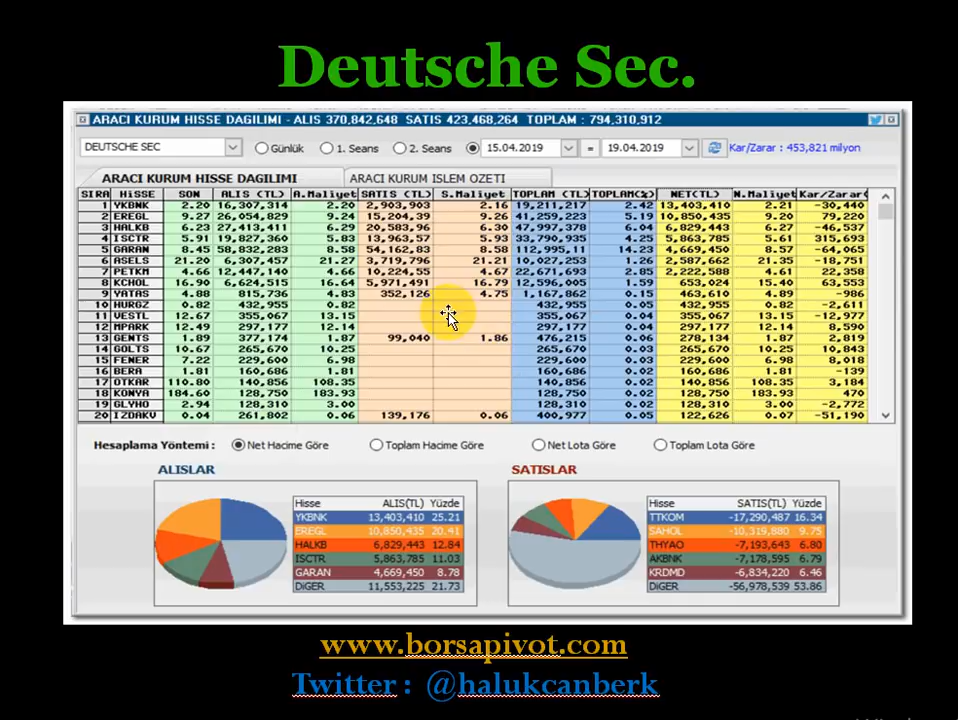 Deutsche Sec.
ARACI KURUM HISSE DAGILIMI - ALIS 370,842,648 SATIS 423,468,264 TOPLAM : 794,310,912
DEUTSCHE SEC Günlük 1. Seans 2. Seans 15.04.2019 = 19.04.2019 Kar/Zarar : 453,821 milyon
ARACI KURUM HISSE DAGILIMI ARACI KURUM ISLEM OZETI
SIRA HİSSE SON ALIS (TL) A.Maliyet SATIS (TL) S.Maliyet TOPLAM (TL) TOPLAM(%) NET(TL) N.Maliyet Kar/Zarar(
1 YKBNK 2.20 16,307,314 2.20 2,903,903 2.16 19,211,217 2.42 13,403,410 2.21 -30,440
2 EREGL 9.27 26,054,829 9.24 15,204,39 9.26 41,259,223 5.19 10,850,435 9.20 79,220
3 HALKB 6.23 27,413,411 6.29 20,583,96 6.30 47,997,378 6.04 6,829,443 6.27 -46,537
4 ISCTR 5.91 19,827,360 5.83 13,963,57 5.93 33,790,935 4.25 5,863,785 5.61 315,693
5 GARAN 8.45 58,832,283 8.58 54,162,83 8.58 112,995,11 14.23 4,669,450 8.57 -64,065
6 ASELS 21.20 6,307,457 21.27 3,719,796 21.21 10,027,253 1.26 2,587,662 21.35 -18,751
7 PETKM 4.66 12,447,140 4.66 10,224,55 4.67 22,671,693 2.85 2,222,588 4.61 22,358
8 KCHOL 16.90 6,624,515 16.64 5,971,491 16.79 12,596,005 1.59 653,024 15.40 63,553
9 YATAS 4.88 815,736 4.83 352,126 4.75 1,167,862 0.15 463,610 4.89 -986
10 HURGZ 0.82 432,955 0.82 432,955 0.05 432,955 0.82 -2,611
11 VESTL 12.67 355,067 13.15 355,067 0.04 355,067 13.15 -12,977
12 MPARK 12.49 297,177 12.14 297,177 0.04 297,177 12.14 8,590
13 GENTS 1.89 377,174 1.87 99,040 1.86 476,215 0.06 278,134 1.87 2,819
14 GOLTS 10.67 265,670 10.25 265,670 0.03 265,670 10.25 10,843
15 FENER 7.22 229,600 6.98 229,600 0.03 229,600 6.98 8,018
16 BERA 1.81 160,686 1.81 160,686 0.02 160,686 1.81 -139
17 OTKAR 110.80 140,856 108.35 140,856 0.02 140,856 108.35 3,184
18 KONYA 184.60 128,750 183.93 128,750 0.02 128,750 183.93 470
19 GLYHO 2.94 128,310 3.00 128,310 0.02 128,310 3.00 -2,772
20 IZDAKV 0.04 261,802 0.06 139,176 0.06 400,977 0.05 122,626 0.07 -51,190
Hesaplama Yöntemi : Net Hacime Göre Toplam Hacime Göre Net Lota Göre Toplam Lota Göre
ALISLAR SATISLAR
Hisse ALIS(TL) Yüzde
YKBNK 13,403,410 25.21
EREGL 10,850,435 20.41
HALKB 6,829,443 12.84
ISCTR 5,863,785 11.03
GARAN 4,669,450 8.78
DiGER 11,553,225 21.73
Hisse SATIS(TL) Yüzde
TTKOM -17,290,487 16.34
SAHOL -10,319,880 9.75
THYAO -7,193,643 6.80
AKBNK -7,178,595 6.79
KRDMD -6,834,220 6.46
DiGER -56,978,539 53.86
www.borsapivot.com
Twitter : @halukcanberk